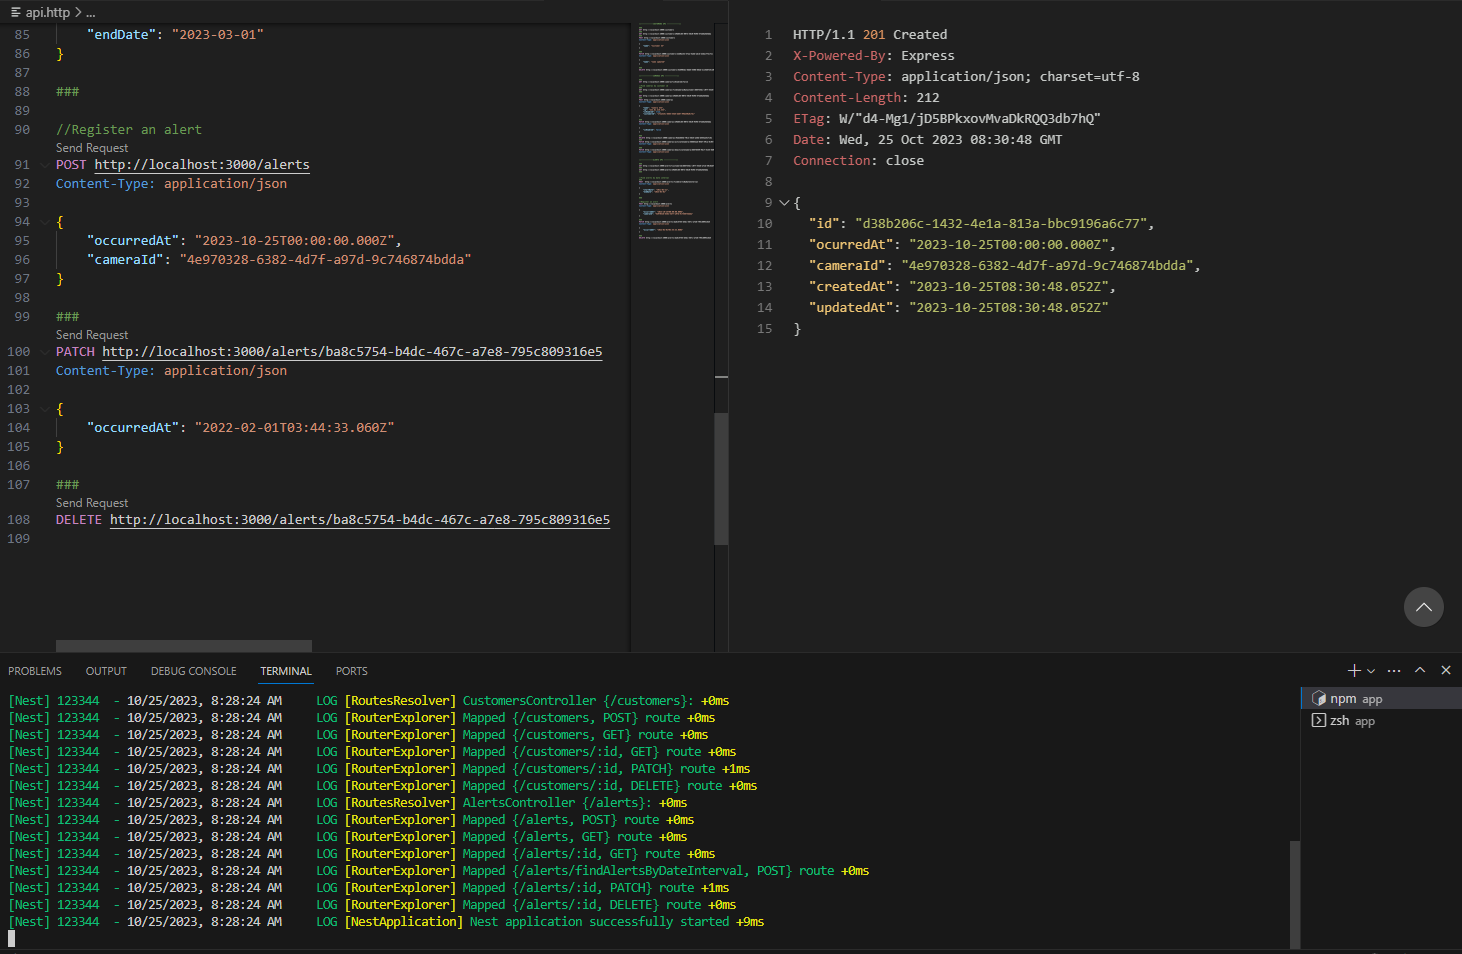 api.http > ...
85 "endDate": "2023-03-01"
86 }
87
88 ###
89
90 //Register an alert
Send Request
91 POST http://localhost:3000/alerts
92 Content-Type: application/json
93
94 {
95 "occurredAt": "2023-10-25T00:00:00.000Z",
96 "cameraId": "4e970328-6382-4d7f-a97d-9c746874bdda"
97 }
98
99 ###
Send Request
100 PATCH http://localhost:3000/alerts/ba8c5754-b4dc-467c-a7e8-795c809316e5
101 Content-Type: application/json
102
103 {
104 "occurredAt": "2022-02-01T03:44:33.060Z"
105 }
106
107 ###
Send Request
108 DELETE http://localhost:3000/alerts/ba8c5754-b4dc-467c-a7e8-795c809316e5
109
1 HTTP/1.1 201 Created
2 X-Powered-By: Express
3 Content-Type: application/json; charset=utf-8
4 Content-Length: 212
5 ETag: W/"d4-Mg1/jD5BPkxovMvaDkRQQ3db7hQ"
6 Date: Wed, 25 Oct 2023 08:30:48 GMT
7 Connection: close
8
9 {
10 "id": "d38b206c-1432-4e1a-813a-bbc9196a6c77",
11 "ocurredAt": "2023-10-25T00:00:00.000Z",
12 "cameraId": "4e970328-6382-4d7f-a97d-9c746874bdda",
13 "createdAt": "2023-10-25T08:30:48.052Z",
14 "updatedAt": "2023-10-25T08:30:48.052Z"
15 }
PROBLEMS OUTPUT DEBUG CONSOLE TERMINAL PORTS
[Nest] 123344 - 10/25/2023, 8:28:24 AM LOG [RoutesResolver] CustomersController {/customers}: +0ms
[Nest] 123344 - 10/25/2023, 8:28:24 AM LOG [RouterExplorer] Mapped {/customers, POST} route +0ms
[Nest] 123344 - 10/25/2023, 8:28:24 AM LOG [RouterExplorer] Mapped {/customers, GET} route +0ms
[Nest] 123344 - 10/25/2023, 8:28:24 AM LOG [RouterExplorer] Mapped {/customers/:id, GET} route +0ms
[Nest] 123344 - 10/25/2023, 8:28:24 AM LOG [RouterExplorer] Mapped {/customers/:id, PATCH} route +1ms
[Nest] 123344 - 10/25/2023, 8:28:24 AM LOG [RouterExplorer] Mapped {/customers/:id, DELETE} route +0ms
[Nest] 123344 - 10/25/2023, 8:28:24 AM LOG [RoutesResolver] AlertsController {/alerts}: +0ms
[Nest] 123344 - 10/25/2023, 8:28:24 AM LOG [RouterExplorer] Mapped {/alerts, POST} route +0ms
[Nest] 123344 - 10/25/2023, 8:28:24 AM LOG [RouterExplorer] Mapped {/alerts, GET} route +0ms
[Nest] 123344 - 10/25/2023, 8:28:24 AM LOG [RouterExplorer] Mapped {/alerts/:id, GET} route +0ms
[Nest] 123344 - 10/25/2023, 8:28:24 AM LOG [RouterExplorer] Mapped {/alerts/findAlertsByDateInterval, POST} route +0ms
[Nest] 123344 - 10/25/2023, 8:28:24 AM LOG [RouterExplorer] Mapped {/alerts/:id, PATCH} route +1ms
[Nest] 123344 - 10/25/2023, 8:28:24 AM LOG [RouterExplorer] Mapped {/alerts/:id, DELETE} route +0ms
[Nest] 123344 - 10/25/2023, 8:28:24 AM LOG [NestApplication] Nest application successfully started +9ms
npm app
zsh app